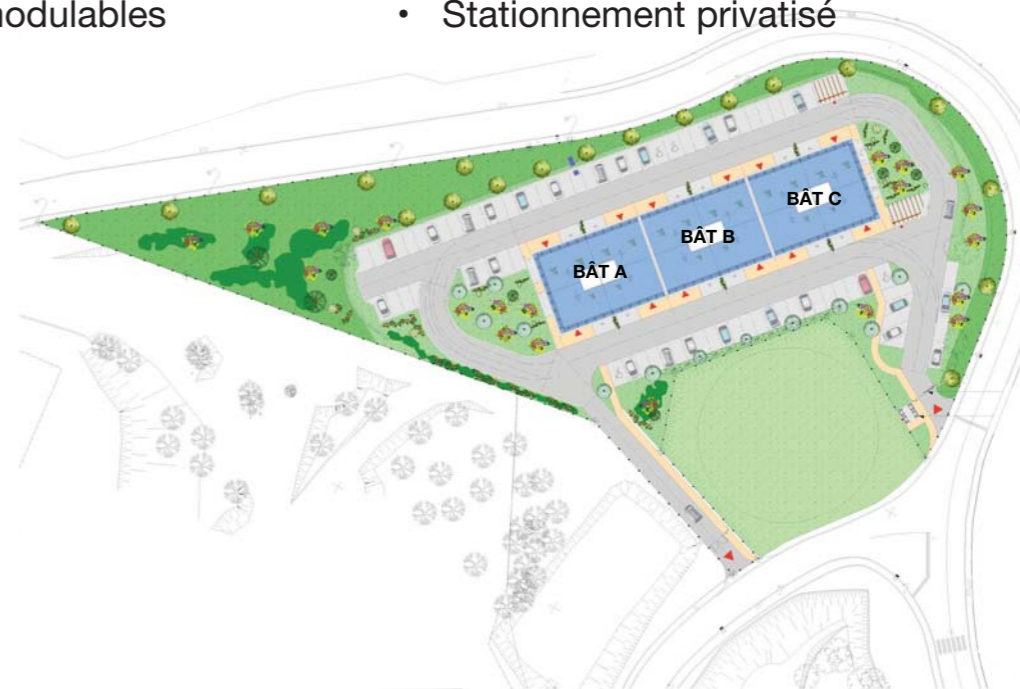 modulables
• Stationnement privatisé
BÂT C
BÂT B
BÂT A